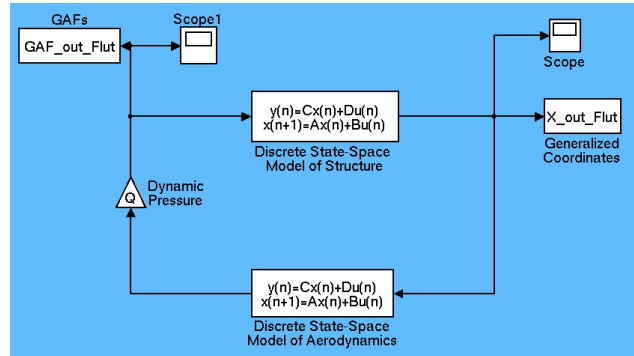 GAFs
GAF_out_Flut
Scope1
Scope
y(n)=Cx(n)+Du(n)
x(n+1)=Ax(n)+Bu(n)
Discrete State-Space
Model of Structure
X_out_Flut
Generalized
Coordinates
Q
Dynamic
Pressure
y(n)=Cx(n)+Du(n)
x(n+1)=Ax(n)+Bu(n)
Discrete State-Space
Model of Aerodynamics